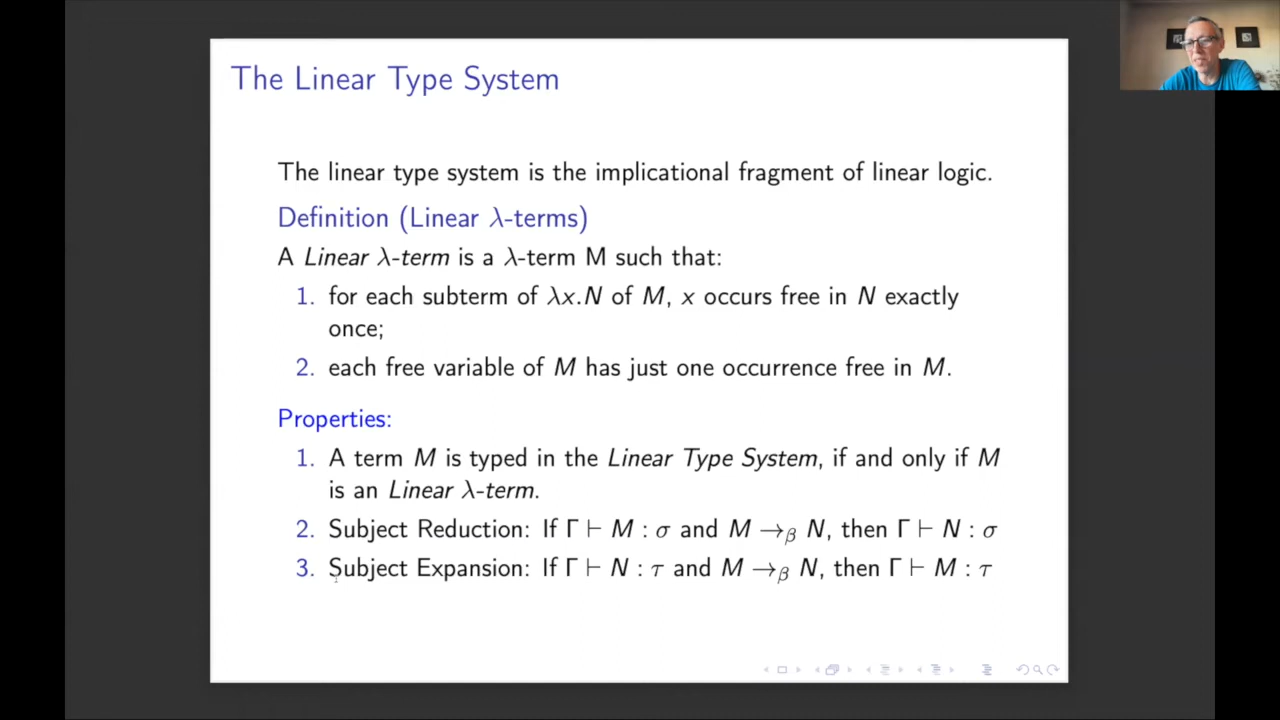 The Linear Type System
The linear type system is the implicational fragment of linear logic.
Definition (Linear λ-terms)
A Linear λ-term is a λ-term M such that:
1. for each subterm of λx.N of M, x occurs free in N exactly
once;
2. each free variable of M has just one occurrence free in M.
Properties:
1. A term M is typed in the Linear Type System, if and only if M
is an Linear λ-term.
2. Subject Reduction: If Γ ⊢ M : σ and M →β N, then Γ ⊢ N : σ
3. Subject Expansion: If Γ ⊢ N : τ and M →β N, then Γ ⊢ M : τ